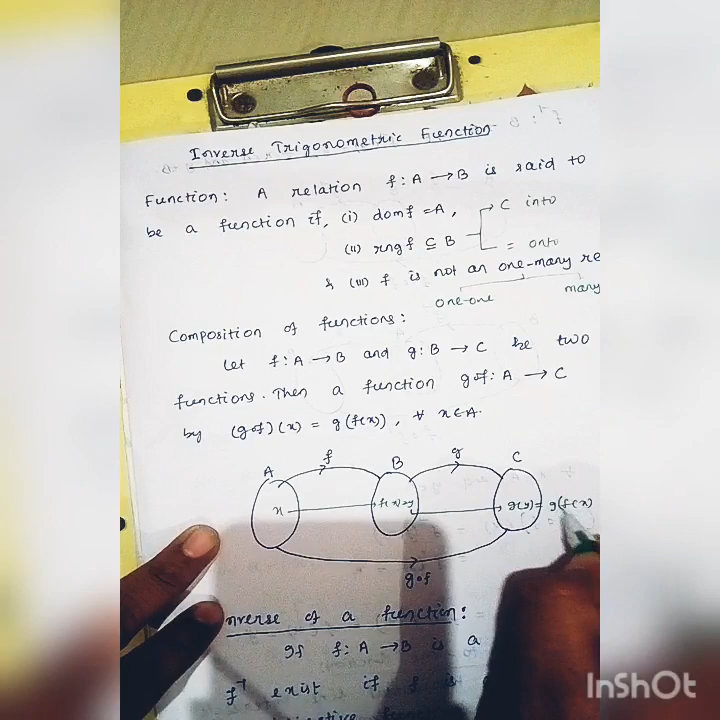 Inverse Trigonometric Function
Function: A relation f: A → B is said to
be a function if, (i) domf = A,
⊂ into
(ii) rngf ⊆ B
= onto
& (iii) f is not an one-many re
one-one many
Composition of functions:
Let f: A → B and g: B → C be two
functions. Then a function gof: A → C
by (gof)(x) = g(f(x)), ∀ x ∈ A.
A f B g C
x f(x)=y g(y)= g(f(x)
gof
nverse of a function:
If f: A → B is a
f⁻¹ exist if f is
InShOt